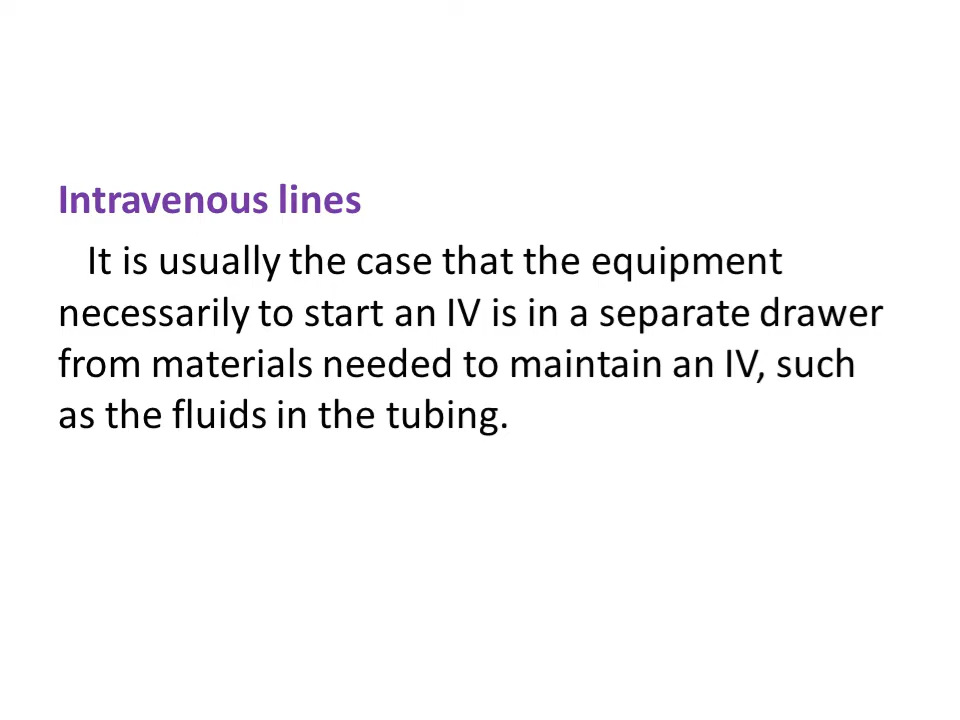 Intravenous lines
It is usually the case that the equipment
necessarily to start an IV is in a separate drawer
from materials needed to maintain an IV, such
as the fluids in the tubing.